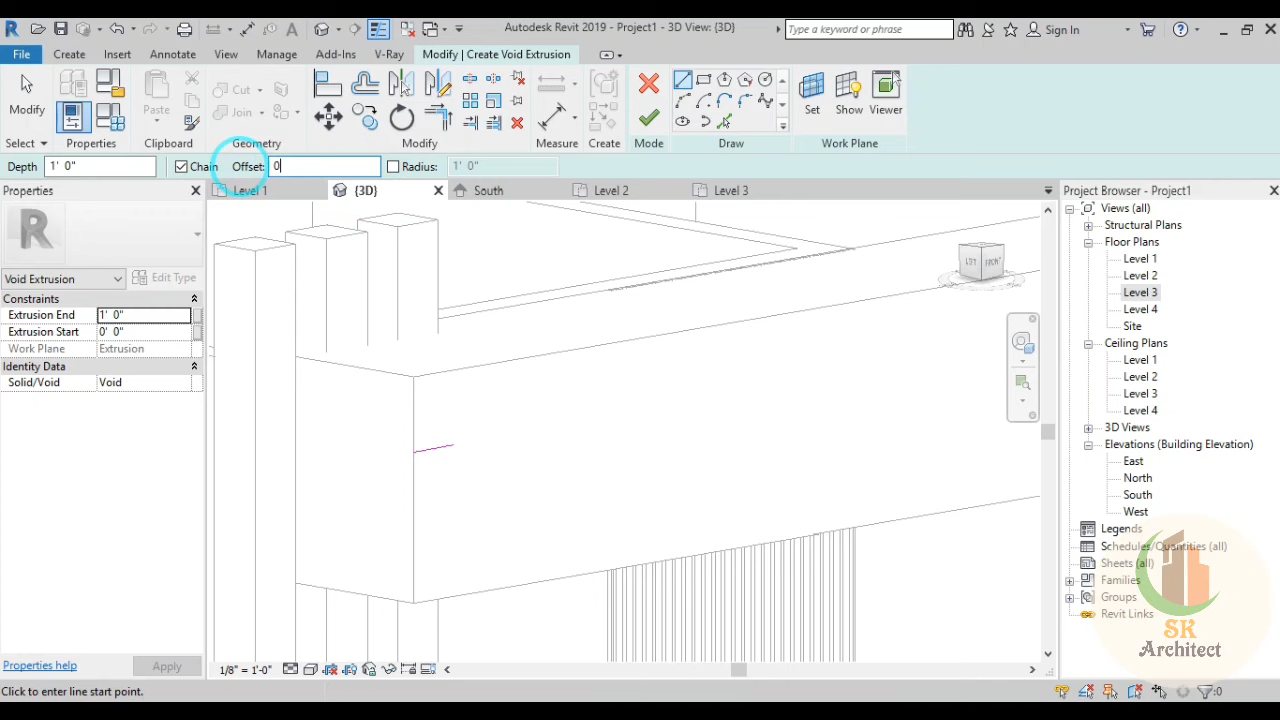 Autodesk Revit 2019 - Project1 - 3D View: {3D}
Type a keyword or phrase
Sign In
File Create Insert Annotate View Manage Add-Ins V-Ray Modify | Create Void Extrusion
Modify Paste Cut Join Set Show Viewer
Select Properties Clipboard Geometry Modify Measure Create Mode Draw Work Plane
Depth 1' 0" Chain Offset: 0 Radius: 1' 0"
Properties
Level 1 {3D} South Level 2 Level 3
Project Browser - Project1
R
Void Extrusion Edit Type
Constraints
Extrusion End 1' 0"
Extrusion Start 0' 0"
Work Plane Extrusion
Identity Data
Solid/Void Void
LEFT FRONT
Views (all)
Structural Plans
Floor Plans
Level 1
Level 2
Level 3
Level 4
Site
Ceiling Plans
Level 1
Level 2
Level 3
Level 4
3D Views
Elevations (Building Elevation)
East
North
South
West
Legends
Schedules/Quantities (all)
Sheets (all)
Families
Groups
Revit Links
SK
Architect
Properties help Apply
1/8" = 1'-0"
Click to enter line start point.
:0